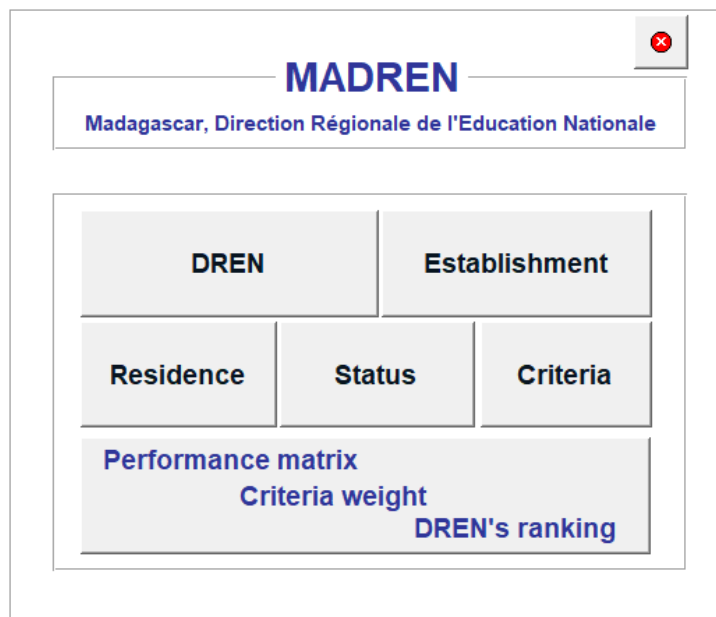 MADREN
Madagascar, Direction Régionale de l'Education Nationale
DREN
Establishment
Residence
Status
Criteria
Performance matrix
Criteria weight
DREN's ranking